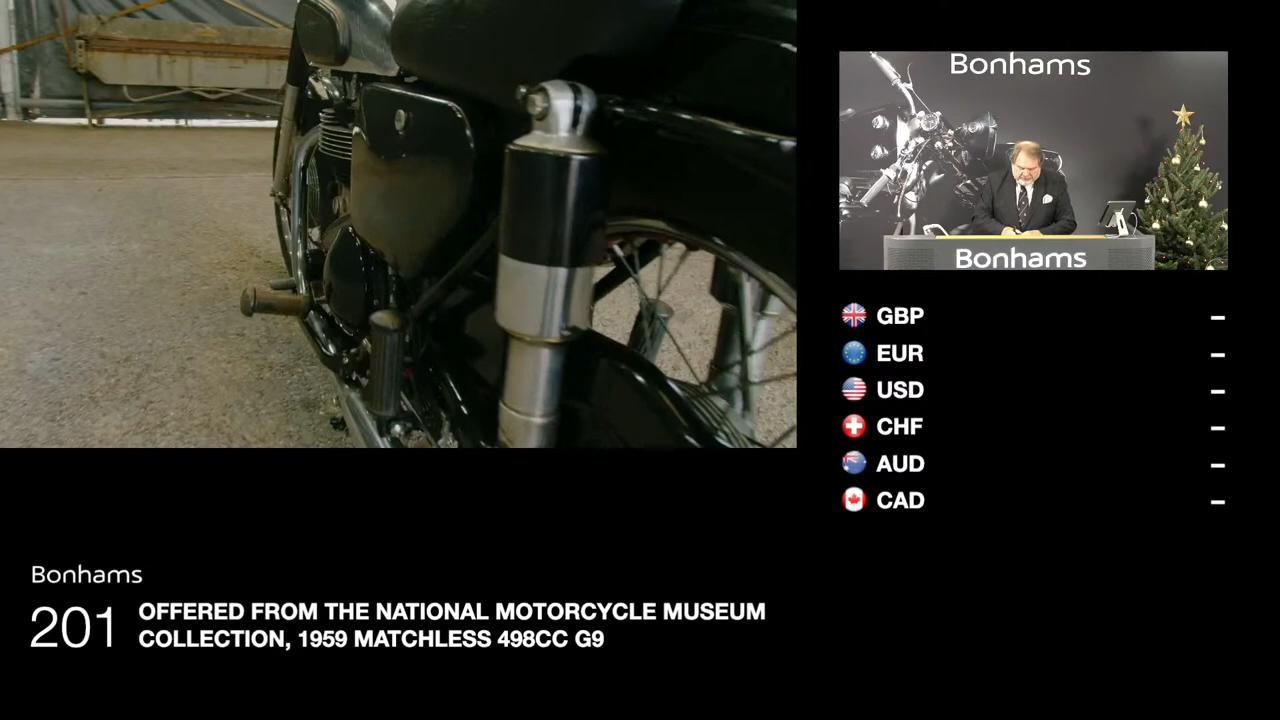 Bonhams
Bonhams
GBP –
EUR –
USD –
CHF –
AUD –
CAD –
Bonhams
201 OFFERED FROM THE NATIONAL MOTORCYCLE MUSEUM
COLLECTION, 1959 MATCHLESS 498CC G9